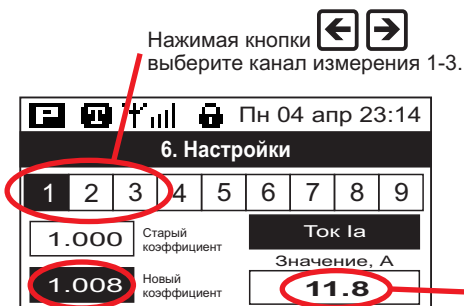 Нажимая кнопки
выберите канал измерения 1-3.
P T Пн 04 апр 23:14
6. Настройки
1 2 3 4 5 6 7 8 9
1.000 Старый коэффициент Ток Ia
Значение, А
1.008 Новый коэффициент 11.8